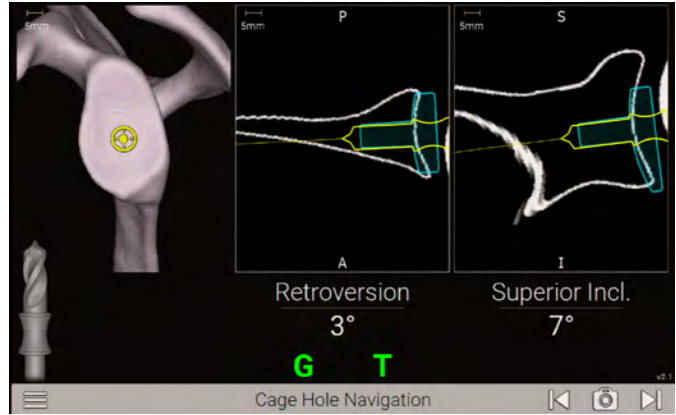 5mm
P
5mm
S
5mm
A
I
Retroversion
Superior Incl.
3°
7°
G T
v2.1
Cage Hole Navigation